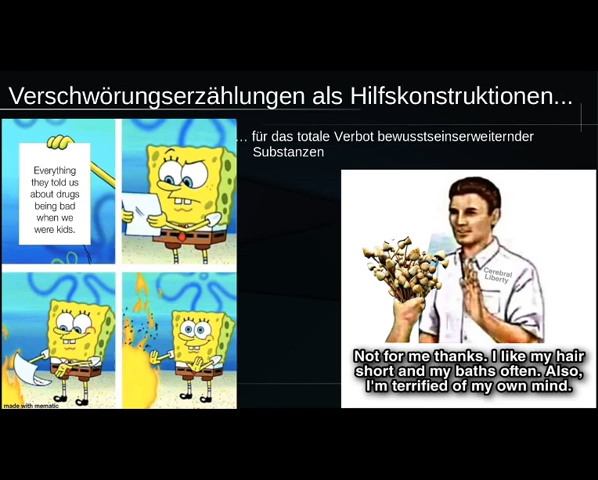 Verschwörungserzählungen als Hilfskonstruktionen...
... für das totale Verbot bewusstseinserweiternder
Substanzen
Everything
they told us
about drugs
being bad
when we
were kids.
made with mematic
Cerebral
Liberty
Not for me thanks. I like my hair
short and my baths often. Also,
I'm terrified of my own mind.